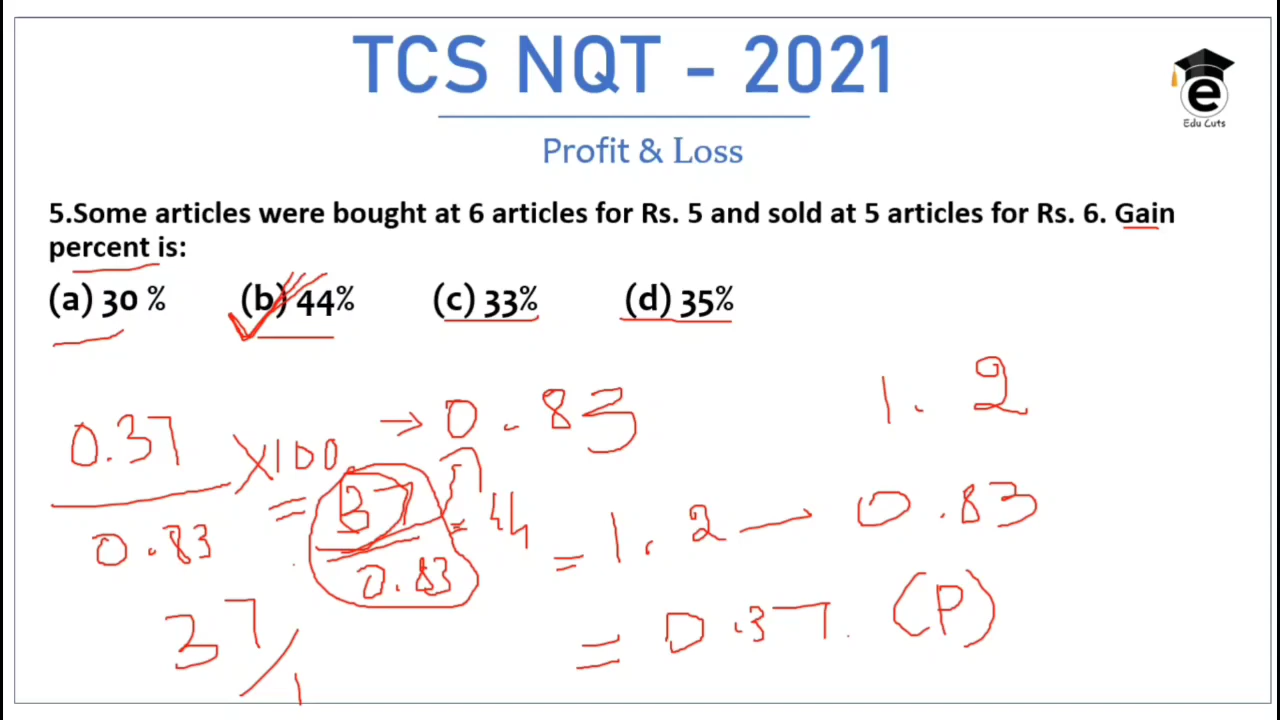 TCS NQT - 2021
e
Edu Cuts
Profit & Loss
5.Some articles were bought at 6 articles for Rs. 5 and sold at 5 articles for Rs. 6. Gain
percent is:
(a) 30 % (b) 44% (c) 33% (d) 35%
1.2
→ 0.83
0.37
×100
0.83
= 37
0.83
= 44
= 1.2 — 0.83
= 0.37 (P)
37/1